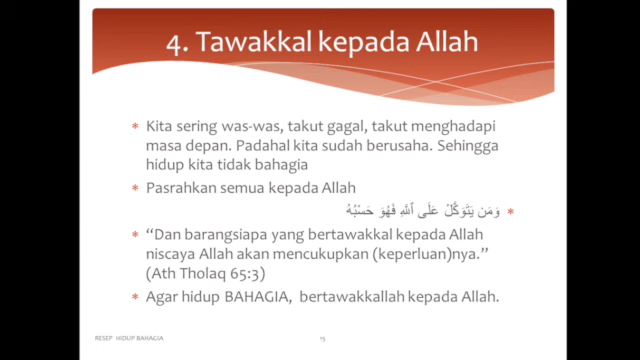 4. Tawakkal kepada Allah
* Kita sering was-was, takut gagal, takut menghadapi
masa depan. Padahal kita sudah berusaha. Sehingga
hidup kita tidak bahagia
* Pasrahkan semua kepada Allah
* وَمَن يَتَوَكَّلْ عَلَى ٱللَّهِ فَهُوَ حَسْبُهُ
* “Dan barangsiapa yang bertawakkal kepada Allah
niscaya Allah akan mencukupkan (keperluan)nya.”
(Ath Tholaq 65:3)
* Agar hidup BAHAGIA, bertawakkallah kepada Allah.
RESEP HIDUP BAHAGIA
15